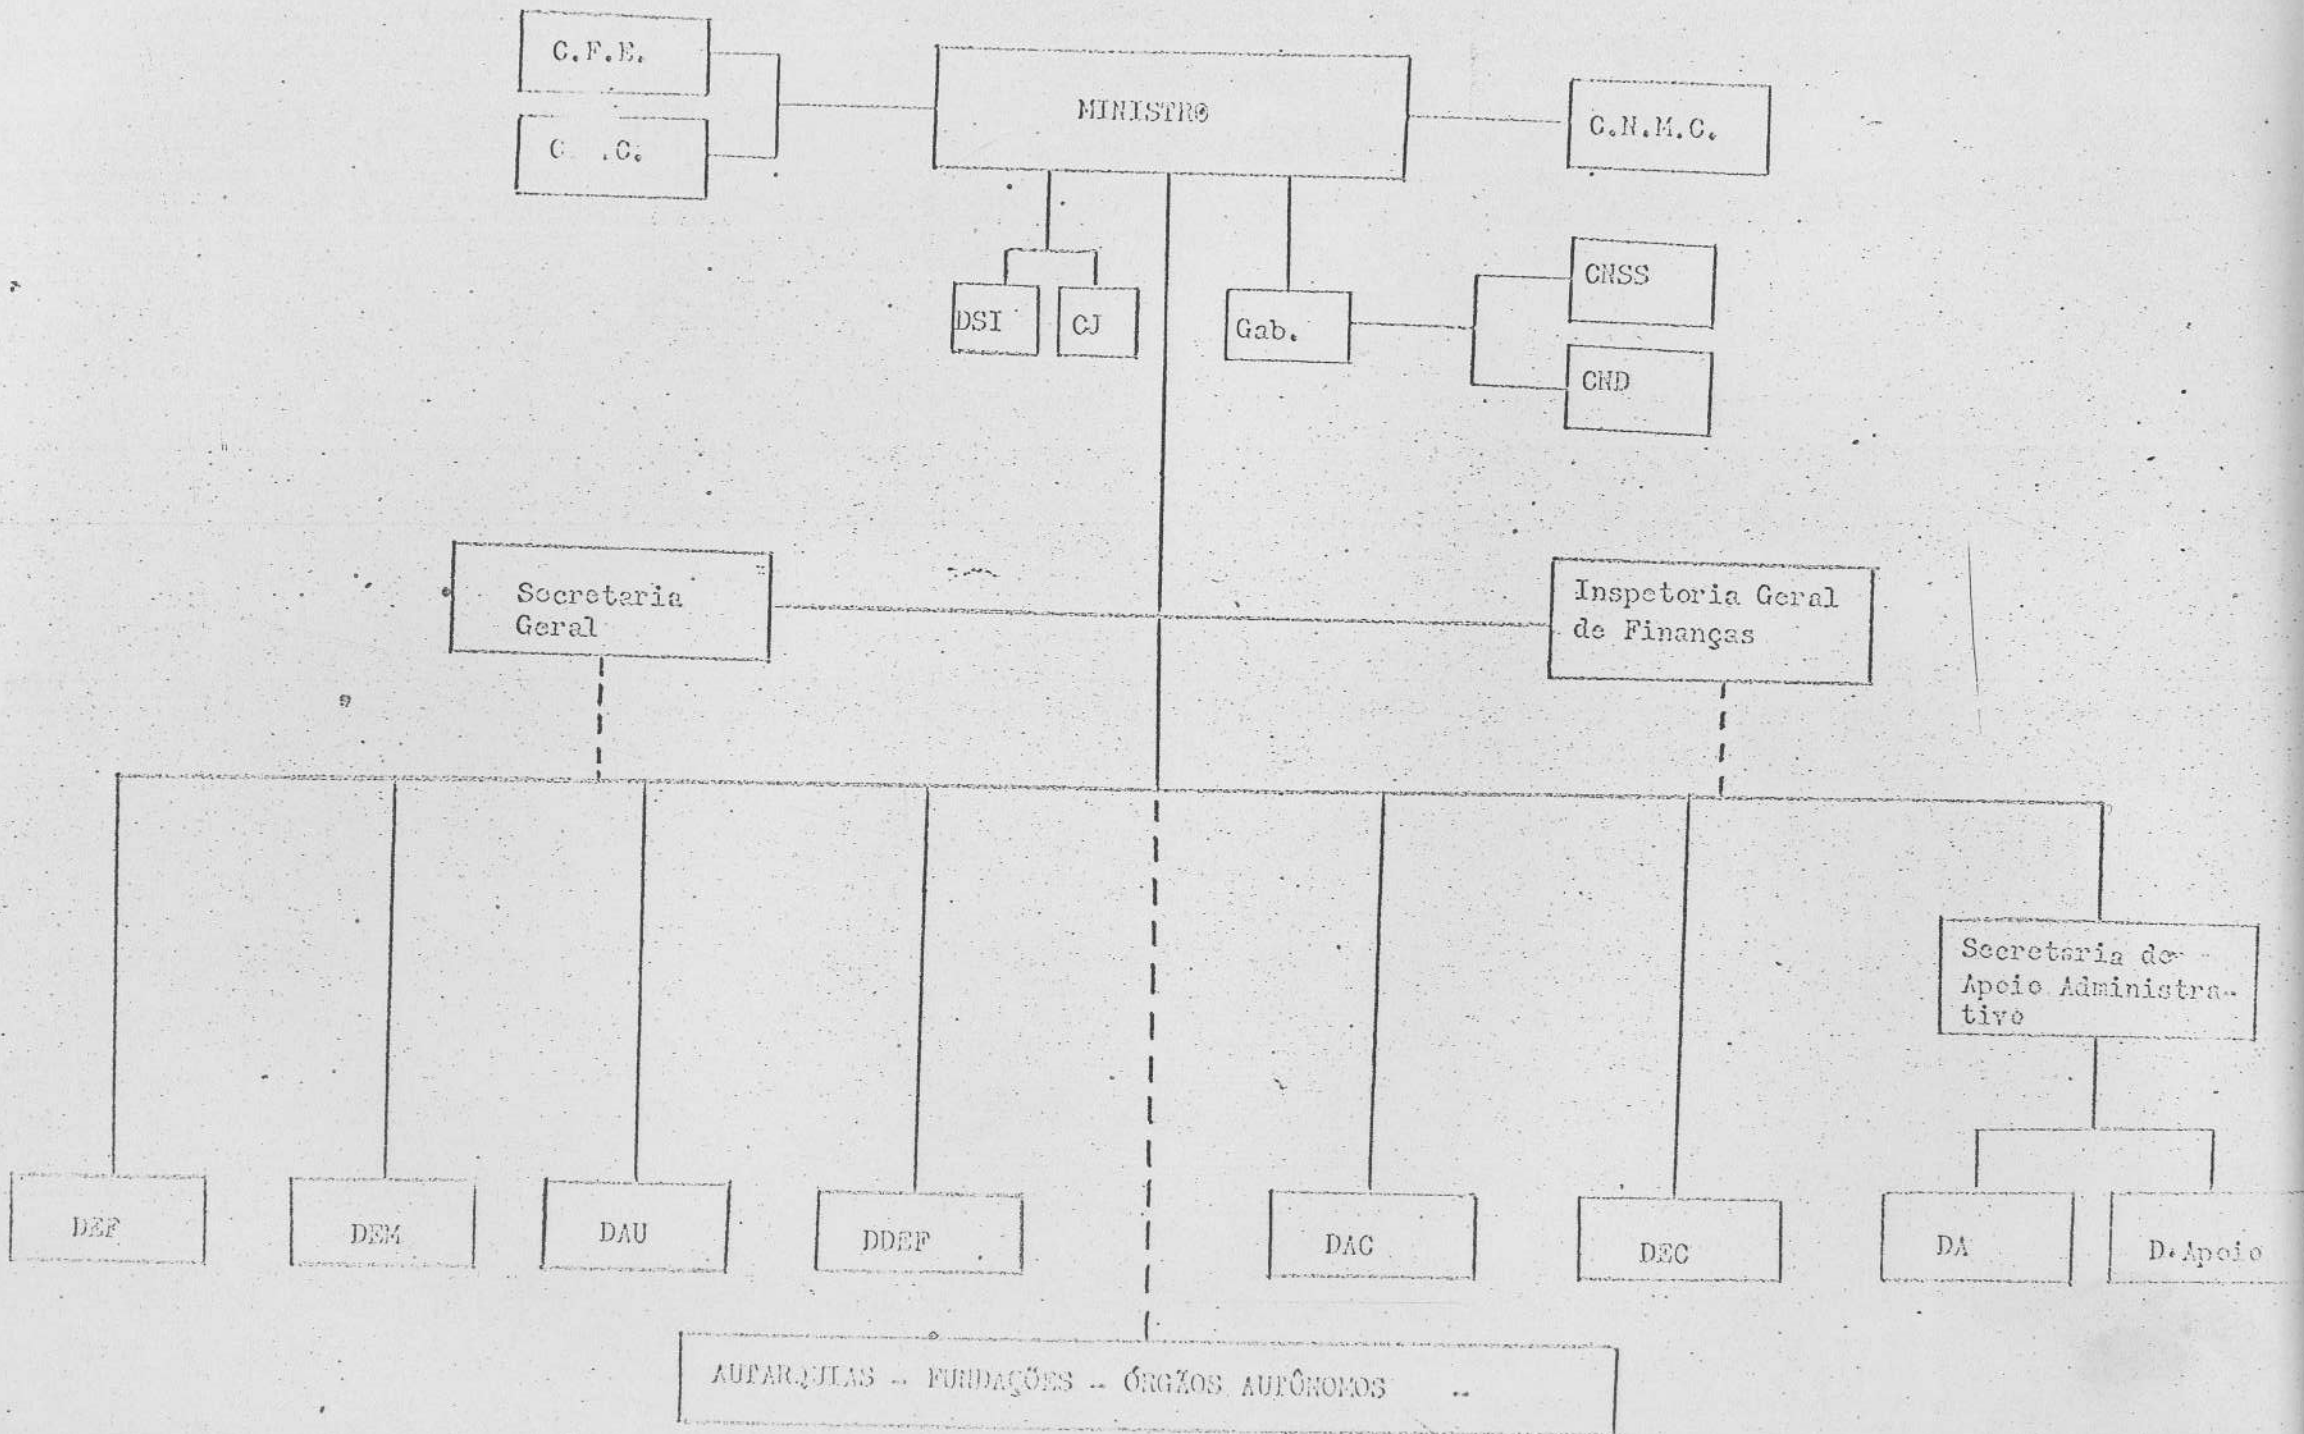 C.F.E.
MINISTRO
C.N.M.C.
C. .C.
DSI
CJ
Gab.
CNSS
CND
Secretaria
Geral
Inspetoria Geral
de Finanças
Secretaria de
Apoio Administra-
tivo
DEF
DEM
DAU
DDEF
DAC
DEC
DA
D.Apoio
AUTARQUIAS - FUNDAÇÕES - ÓRGÃOS AUTÔNOMOS -